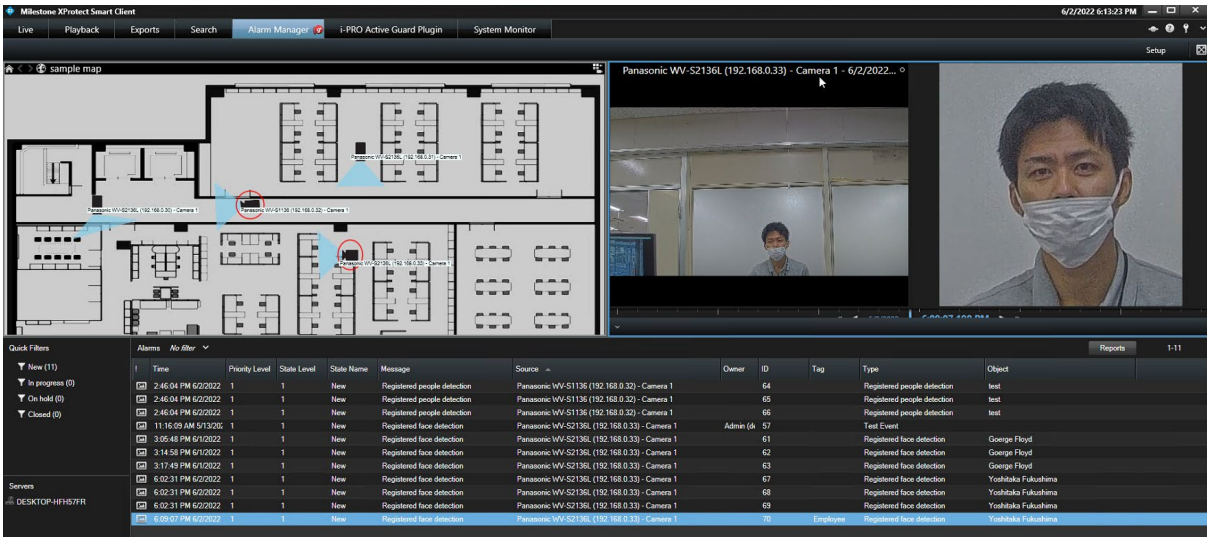 Milestone XProtect Smart Client
6/2/2022 6:13:23 PM
Live Playback Exports Search Alarm Manager i-PRO Active Guard Plugin System Monitor
Setup
sample map
Panasonic WV-S2136L (192.168.0.33) - Camera 1 - 6/2/2022...
Panasonic WV-S2136L (192.168.0.31) - Camera 1
Panasonic WV-S2136L (192.168.0.30) - Camera 1
Panasonic WV-S1136 (192.168.0.32) - Camera 1
Panasonic WV-S2136L (192.168.0.33) - Camera 1
Quick Filters
New (11)
In progress (0)
On hold (0)
Closed (0)
Servers
DESKTOP-HFH57FR
Alarms No filter
Reports 1-11
! Time Priority Level State Level State Name Message Source Owner ID Tag Type Object
2:46:04 PM 6/2/2022 1 1 New Registered people detection Panasonic WV-S1136 (192.168.0.32) - Camera 1 64 Registered people detection test
2:46:04 PM 6/2/2022 1 1 New Registered people detection Panasonic WV-S1136 (192.168.0.32) - Camera 1 65 Registered people detection test
2:46:04 PM 6/2/2022 1 1 New Registered people detection Panasonic WV-S1136 (192.168.0.32) - Camera 1 66 Registered people detection test
11:16:09 AM 5/13/202 1 1 New Registered face detection Panasonic WV-S2136L (192.168.0.33) - Camera 1 Admin (de 57 Test Event
3:05:48 PM 6/1/2022 1 1 New Registered face detection Panasonic WV-S2136L (192.168.0.33) - Camera 1 61 Registered face detection Goerge Floyd
3:14:58 PM 6/1/2022 1 1 New Registered face detection Panasonic WV-S2136L (192.168.0.33) - Camera 1 62 Registered face detection Goerge Floyd
3:17:49 PM 6/1/2022 1 1 New Registered face detection Panasonic WV-S2136L (192.168.0.33) - Camera 1 63 Registered face detection Goerge Floyd
6:02:31 PM 6/2/2022 1 1 New Registered face detection Panasonic WV-S2136L (192.168.0.33) - Camera 1 67 Registered face detection Yoshitaka Fukushima
6:02:31 PM 6/2/2022 1 1 New Registered face detection Panasonic WV-S2136L (192.168.0.33) - Camera 1 68 Registered face detection Yoshitaka Fukushima
6:02:31 PM 6/2/2022 1 1 New Registered face detection Panasonic WV-S2136L (192.168.0.33) - Camera 1 69 Registered face detection Yoshitaka Fukushima
6:09:07 PM 6/2/2022 1 1 New Registered face detection Panasonic WV-S2136L (192.168.0.33) - Camera 1 70 Employee Registered face detection Yoshitaka Fukushima